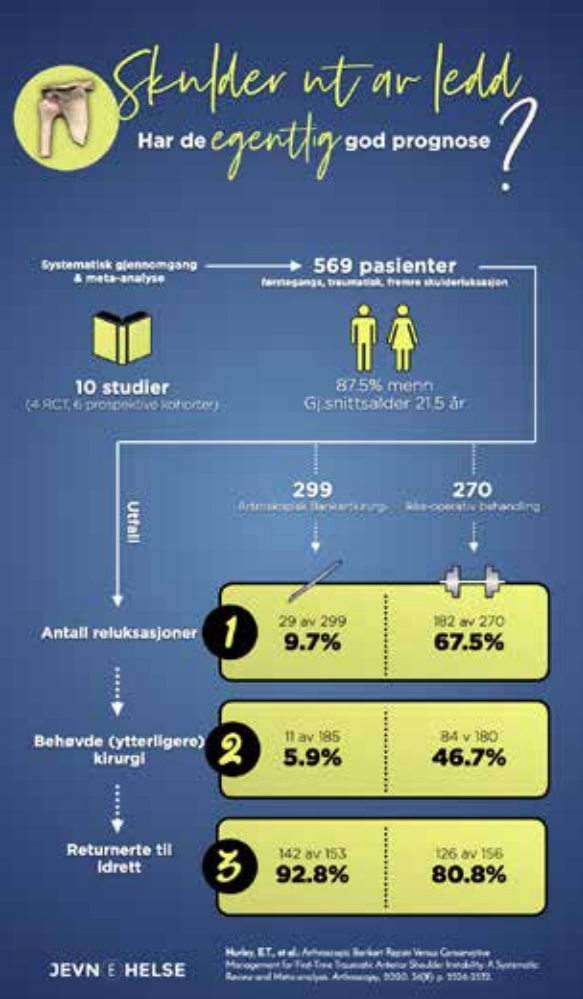 Skulder ut av ledd
Har de egentlig god prognose ?
Systematisk gjennomgang
& meta-analyse
569 pasienter
førstegangs, traumatisk, fremre skulderluksasjon
10 studier
(4 RCT, 6 prospektive kohorter)
87.5% menn
Gj.snittsalder 21.5 år
Utfall
299
Artroskopisk Bankartkirurgi
270
Ikke-operativ behandling
Antall reluksasjoner
1
29 av 299
9.7%
182 av 270
67.5%
Behøvde (ytterligere)
kirurgi
2
11 av 185
5.9%
84 v 180
46.7%
Returnerte til
idrett
3
142 av 153
92.8%
126 av 156
80.8%
JEVN E HELSE
Hurley, E.T., et al.: Arthroscopic Bankart Repair Versus Conservative
Management for First-Time Traumatic Anterior Shoulder Instability: A Systematic
Review and Meta-analysis. Arthroscopy, 2020. 36(9) p. 2526-2532.